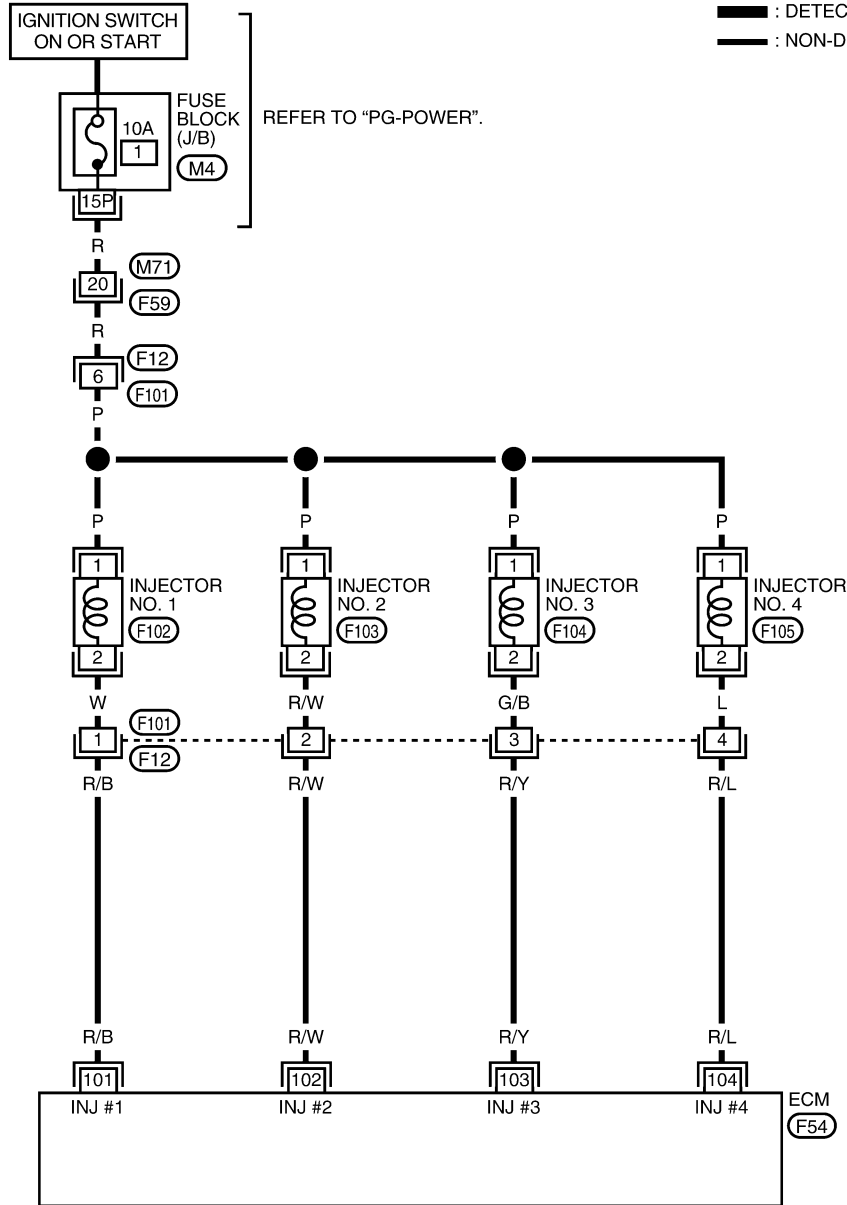 IGNITION SWITCH
ON OR START
: DETEC
: NON-D
FUSE
BLOCK
(J/B)
REFER TO “PG-POWER”.
10A
1
M4
15P
R
M71
20
F59
R
F12
6
F101
P
P P P P
1 1 1 1
INJECTOR
NO. 1
F102
INJECTOR
NO. 2
F103
INJECTOR
NO. 3
F104
INJECTOR
NO. 4
F105
2 2 2 2
W R/W G/B L
F101
1 2 3 4
F12
R/B R/W R/Y R/L
R/B R/W R/Y R/L
101 102 103 104
INJ #1 INJ #2 INJ #3 INJ #4
ECM
F54